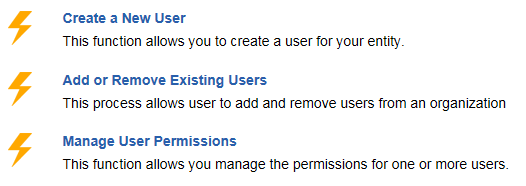 Create a New User
This function allows you to create a user for your entity.
Add or Remove Existing Users
This process allows user to add and remove users from an organization
Manage User Permissions
This function allows you manage the permissions for one or more users.